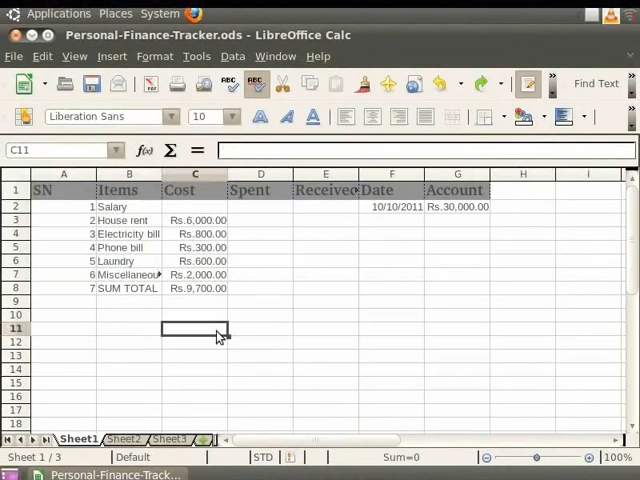 Applications Places System
Personal-Finance-Tracker.ods - LibreOffice Calc
File Edit View Insert Format Tools Data Window Help
ABC ABC PDF Find Text
Liberation Sans 10 A A A
C11 f(x) Σ =
A B C D E F G H I
1 SN Items Cost Spent Received Date Account
2 1 Salary 10/10/2011 Rs.30,000.00
3 2 House rent Rs.6,000.00
4 3 Electricity bill Rs.800.00
5 4 Phone bill Rs.300.00
6 5 Laundry Rs.600.00
7 6 Miscellaneou Rs.2,000.00
8 7 SUM TOTAL Rs.9,700.00
9
10
11
12
13
14
15
16
17
18
Sheet1 Sheet2 Sheet3
Sheet 1 / 3 Default STD Sum=0 100%
Personal-Finance-Track...